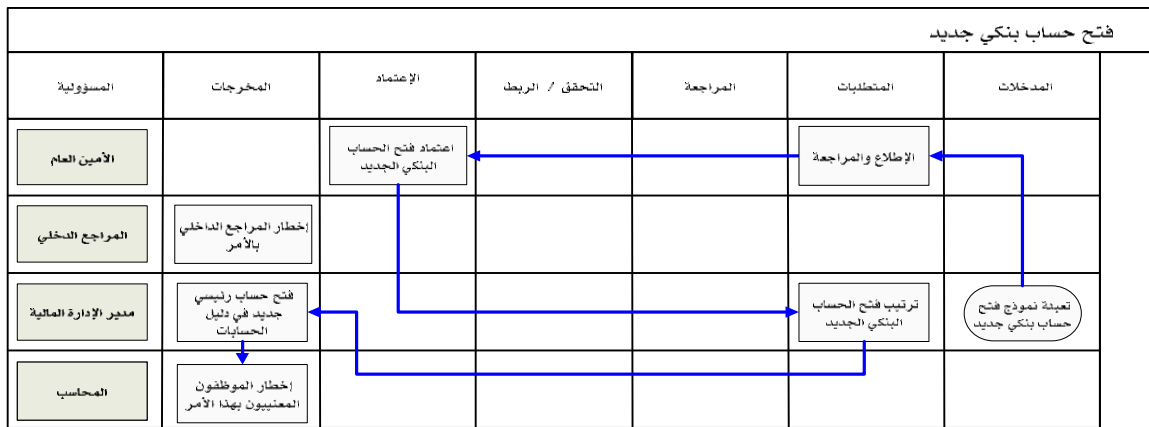 فتح حساب بنكي جديد
المدخلات
المتطلبات
المراجعة
التحقق / الربط
الإعتماد
المخرجات
المسؤولية
الإطلاع والمراجعة
اعتماد فتح الحساب
البنكي الجديد
الأمين العام
إخطار المراجع الداخلي
بالأمر
المراجع الدخلي
تعبئة نموذج فتح
حساب بنكي جديد
ترتيب فتح الحساب
البنكي الجديد
فتح حساب رئيسي
جديد في دليل
الحسابات
مدير الإدارة المالية
إخطار الموظفون
المعنييون بهذا الأمر
المحاسب